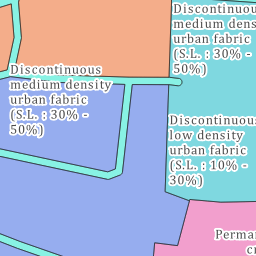 Discontinuous
medium density
urban fabric
(S.L. : 30% -
50%)
Discontinuous
medium density
urban fabric
(S.L. : 30% -
50%)
Discontinuous
low density
urban fabric
(S.L. : 10% -
30%)